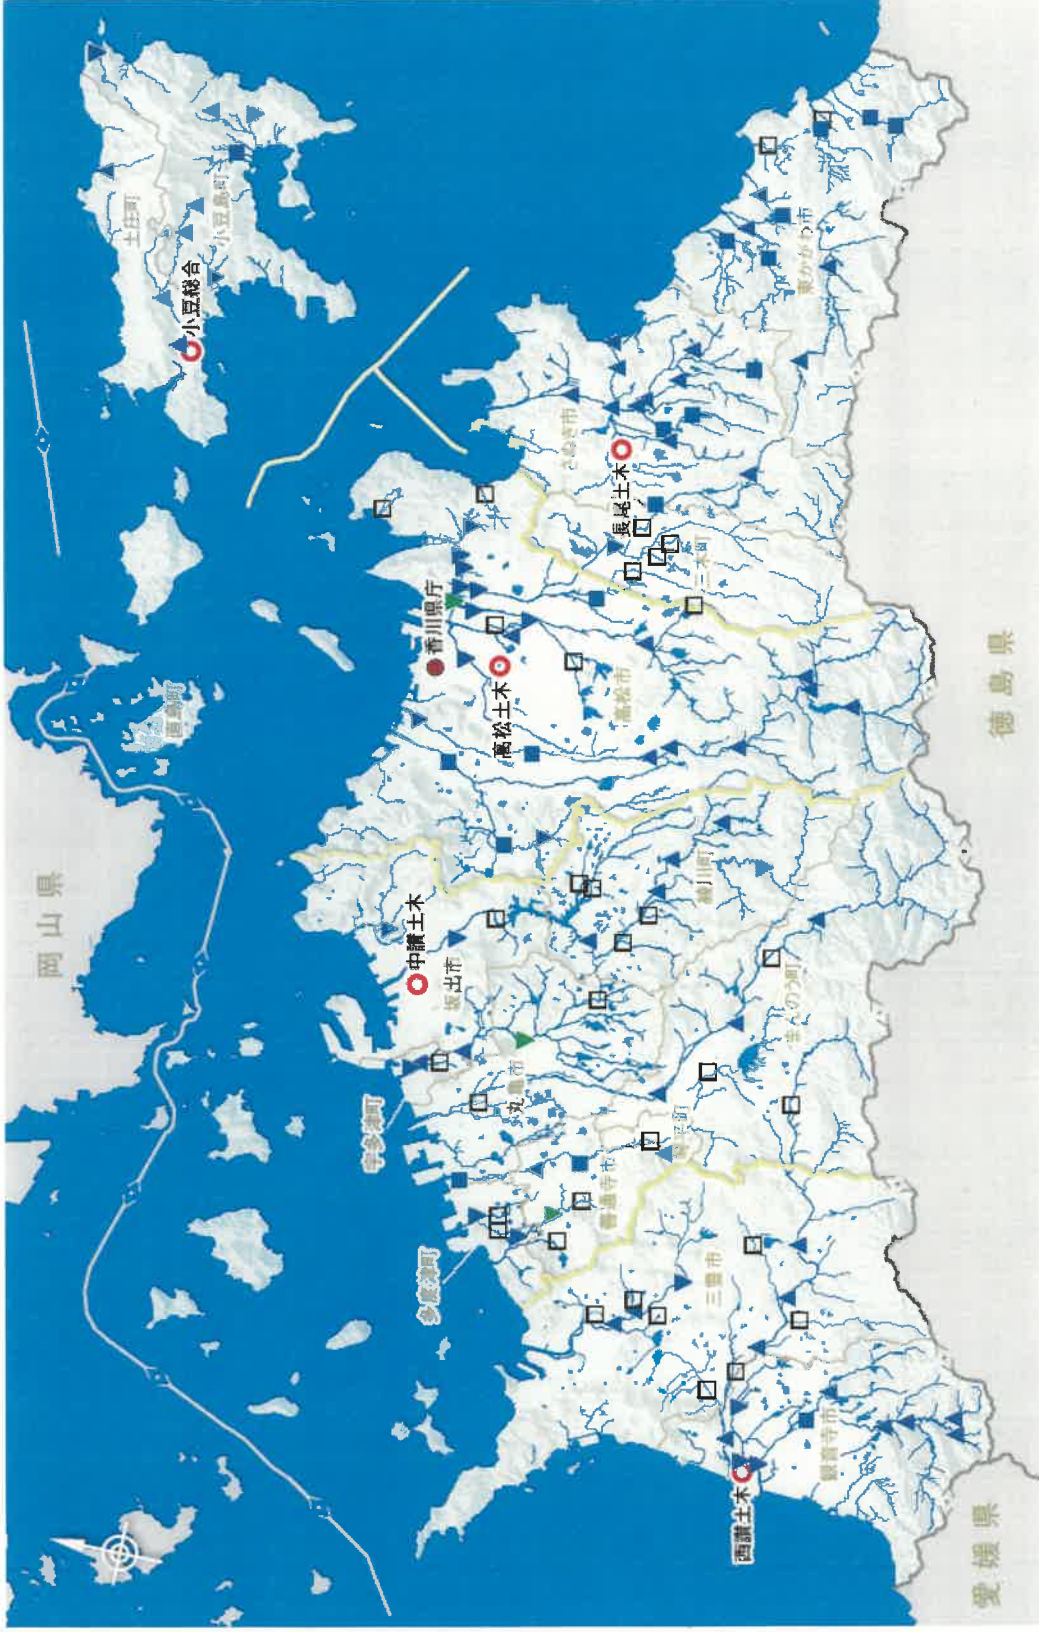 岡山県
土庄町
小豆島町
小豆総合
直島町
香川県庁
高松土木
高松市
さぬき市
長尾土木
三木町
東かがわ市
中讃土木
坂出市
宇多津町
丸亀市
綾川町
まんのう町
琴平町
善通寺市
多度津町
三豊市
西讃土木
観音寺市
愛媛県
徳島県